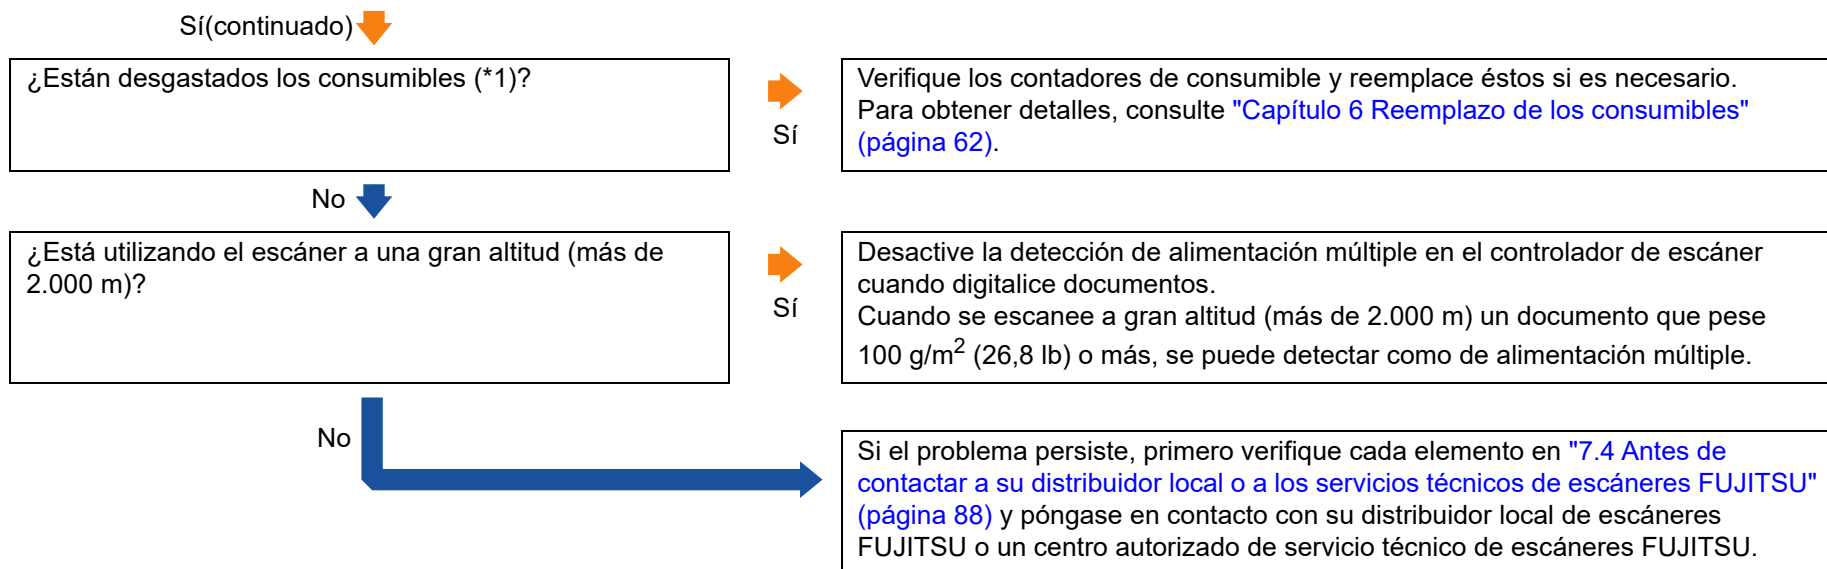 Sí(continuado)
¿Están desgastados los consumibles (*1)?
Sí
Verifique los contadores de consumible y reemplace éstos si es necesario.
Para obtener detalles, consulte "Capítulo 6 Reemplazo de los consumibles"
(página 62).
No
¿Está utilizando el escáner a una gran altitud (más de
2.000 m)?
Sí
Desactive la detección de alimentación múltiple en el controlador de escáner
cuando digitalice documentos.
Cuando se escanee a gran altitud (más de 2.000 m) un documento que pese
100 g/m² (26,8 lb) o más, se puede detectar como de alimentación múltiple.
No
Si el problema persiste, primero verifique cada elemento en "7.4 Antes de
contactar a su distribuidor local o a los servicios técnicos de escáneres FUJITSU"
(página 88) y póngase en contacto con su distribuidor local de escáneres
FUJITSU o un centro autorizado de servicio técnico de escáneres FUJITSU.